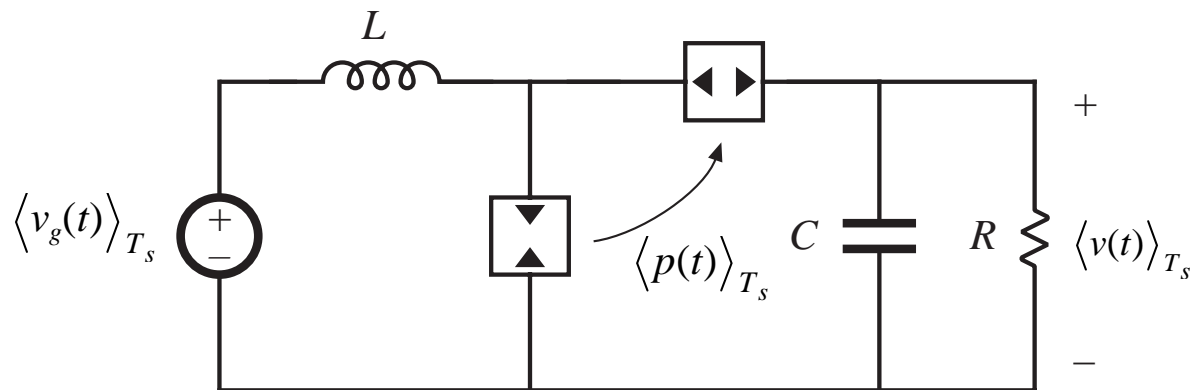 L
+
⟨v_g(t)⟩_{T_s}
+
−
⟨p(t)⟩_{T_s}
C
R
⟨v(t)⟩_{T_s}
−